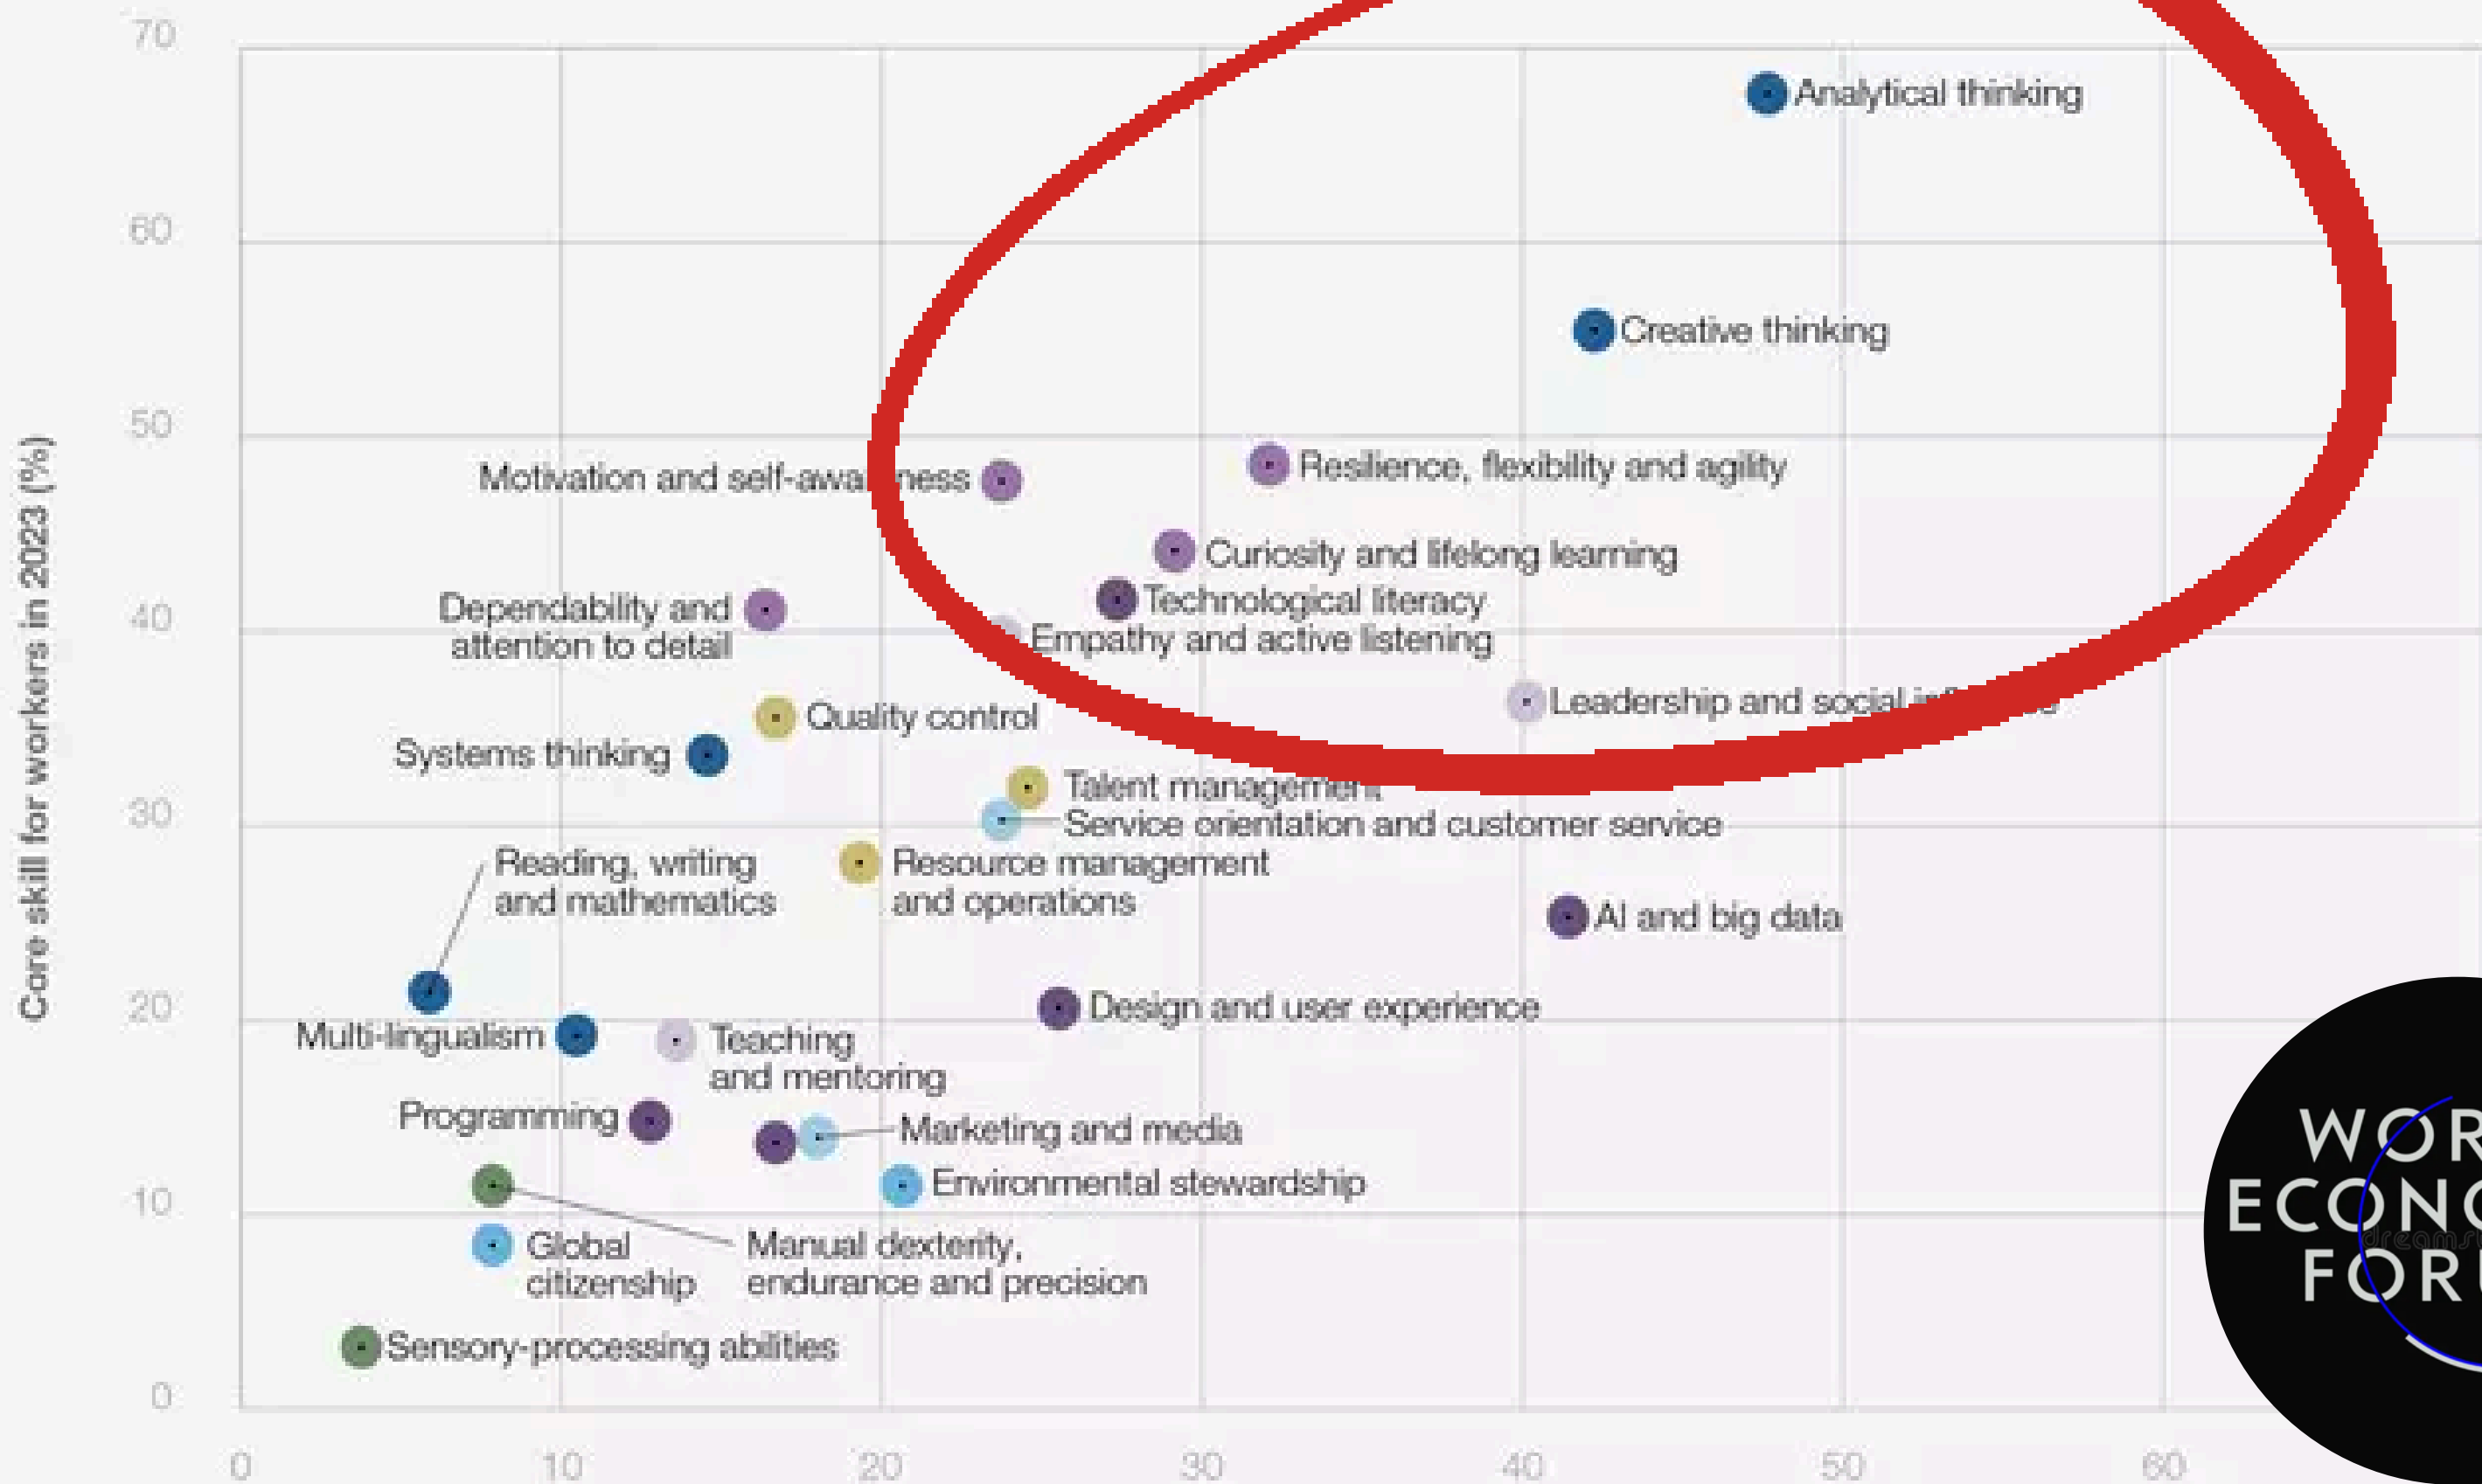 70
Analytical thinking
60
Creative thinking
50
Motivation and
Resilience, flexibility and agility
Curiosity and lifelong learning
Technological literacy
Dependability and
attention to detail
40
Empathy and active listening
Leadership and social
Quality control
Systems thinking
Talent management
30
Service orientation and customer service
Reading, writing
and mathematics
Resource management
and operations
AI and big data
Core skill for workers in 2023 (%)
20
Design and user experience
Multi-lingualism
Teaching
and mentoring
Programming
Marketing and media
10
Environmental stewardship
Global
citizenship
Manual dexterity,
endurance and precision
Sensory-processing abilities
0
0 10 20 30 40 50 60
WOR
ECONO
FORU